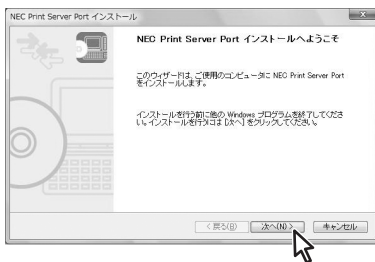 NEC Print Server Port インストール
NEC Print Server Port インストールへようこそ
このウィザードは、ご使用のコンピュータに NEC Print Server Port
をインストールします。
インストールを行う前に他の Windows プログラムを終了してくださ
い。インストールを行うには [次へ] をクリックしてください。
< 戻る(B)
次へ(N) >
キャンセル